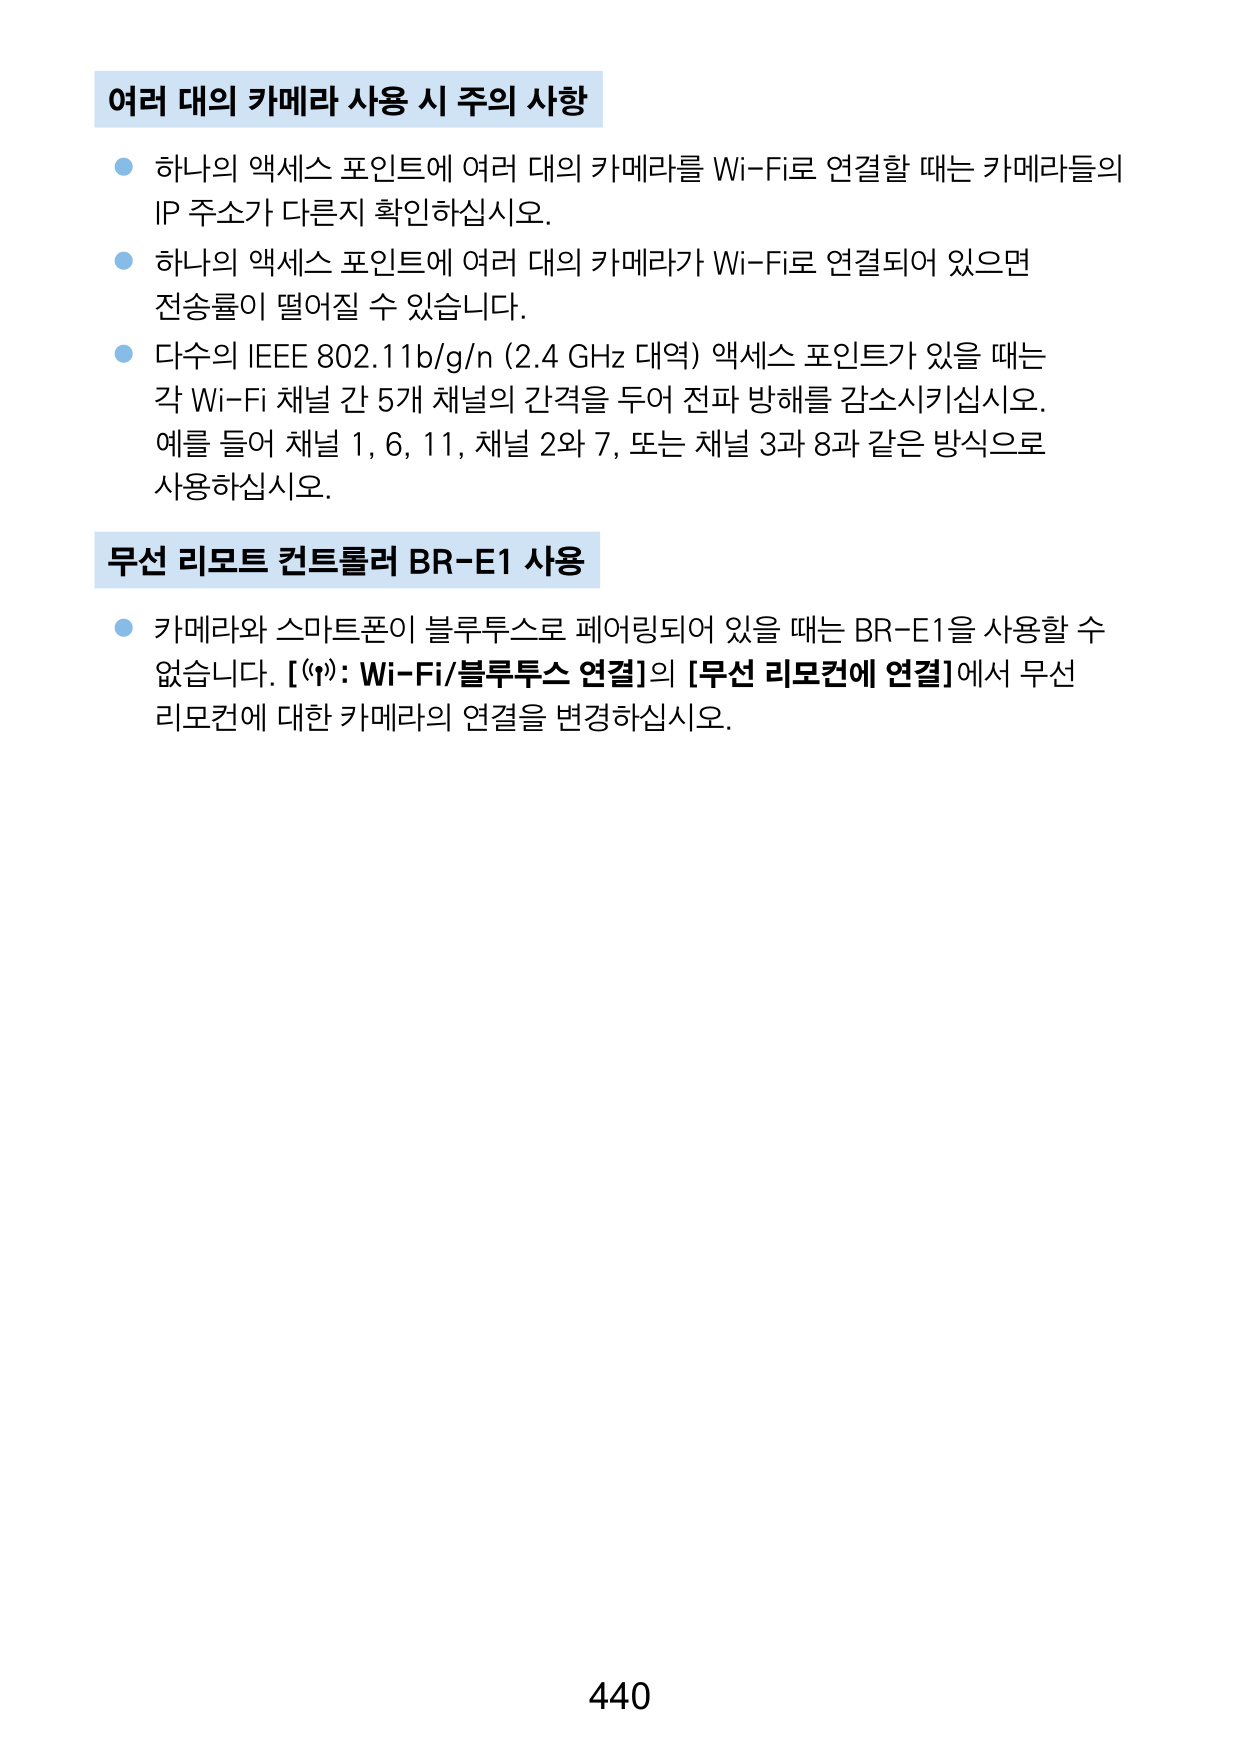 여러 대의 카메라 사용 시 주의 사항
● 하나의 액세스 포인트에 여러 대의 카메라를 Wi-Fi로 연결할 때는 카메라들의
IP 주소가 다른지 확인하십시오.
● 하나의 액세스 포인트에 여러 대의 카메라가 Wi-Fi로 연결되어 있으면
전송률이 떨어질 수 있습니다.
● 다수의 IEEE 802.11b/g/n (2.4 GHz 대역) 액세스 포인트가 있을 때는
각 Wi-Fi 채널 간 5개 채널의 간격을 두어 전파 방해를 감소시키십시오.
예를 들어 채널 1, 6, 11, 채널 2와 7, 또는 채널 3과 8과 같은 방식으로
사용하십시오.
무선 리모트 컨트롤러 BR-E1 사용
● 카메라와 스마트폰이 블루투스로 페어링되어 있을 때는 BR-E1을 사용할 수
없습니다. [: Wi-Fi/블루투스 연결]의 [무선 리모컨에 연결]에서 무선
리모컨에 대한 카메라의 연결을 변경하십시오.
440